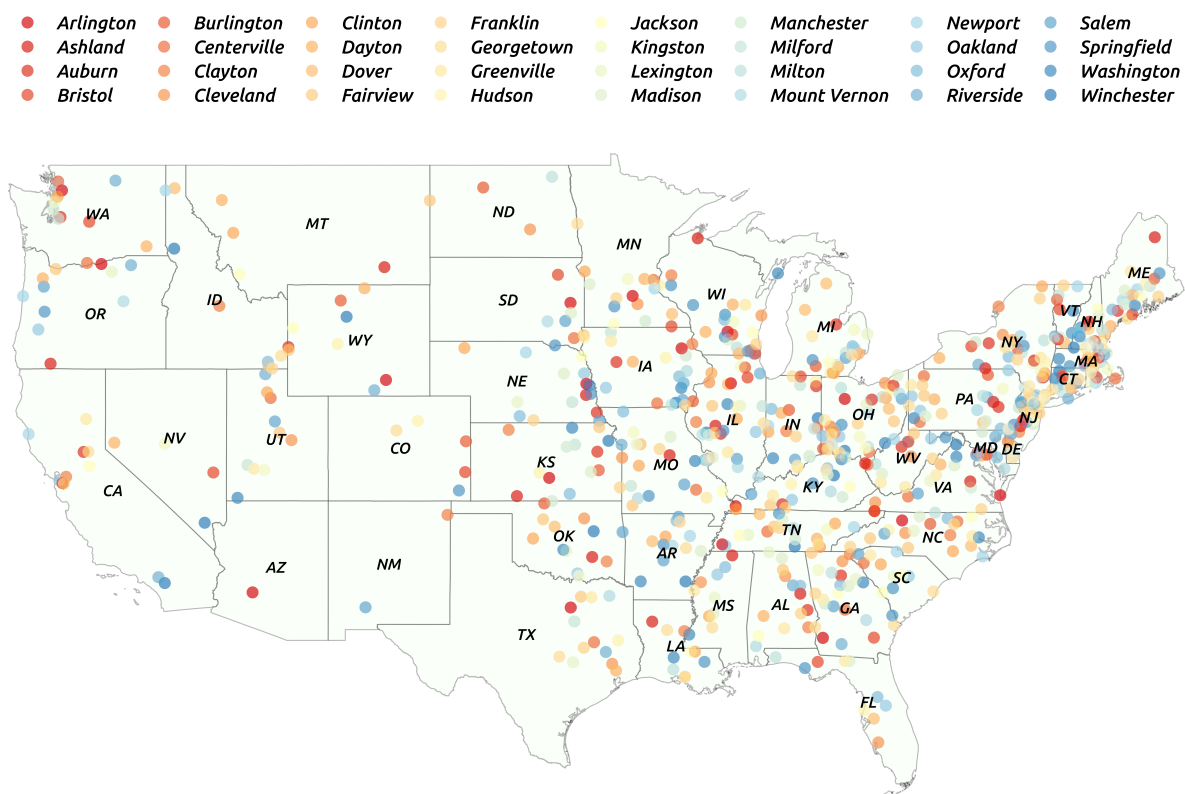 Arlington Burlington Clinton Franklin Jackson Manchester Newport Salem
Ashland Centerville Dayton Georgetown Kingston Milford Oakland Springfield
Auburn Clayton Dover Greenville Lexington Milton Oxford Washington
Bristol Cleveland Fairview Hudson Madison Mount Vernon Riverside Winchester
WA MT ND MN ME
OR ID WY SD WI MI VT NH
NY MA
CT
NV UT CO NE IA IL IN OH PA NJ
CA KS MO KY WV VA MD DE
AZ NM OK AR TN NC
SC
TX LA MS AL GA
FL